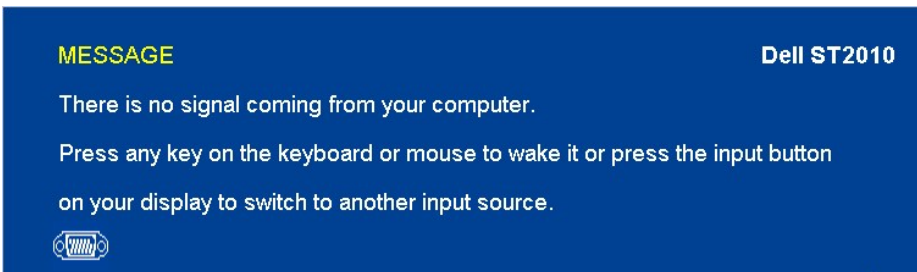 MESSAGE Dell ST2010
There is no signal coming from your computer.
Press any key on the keyboard or mouse to wake it or press the input button
on your display to switch to another input source.